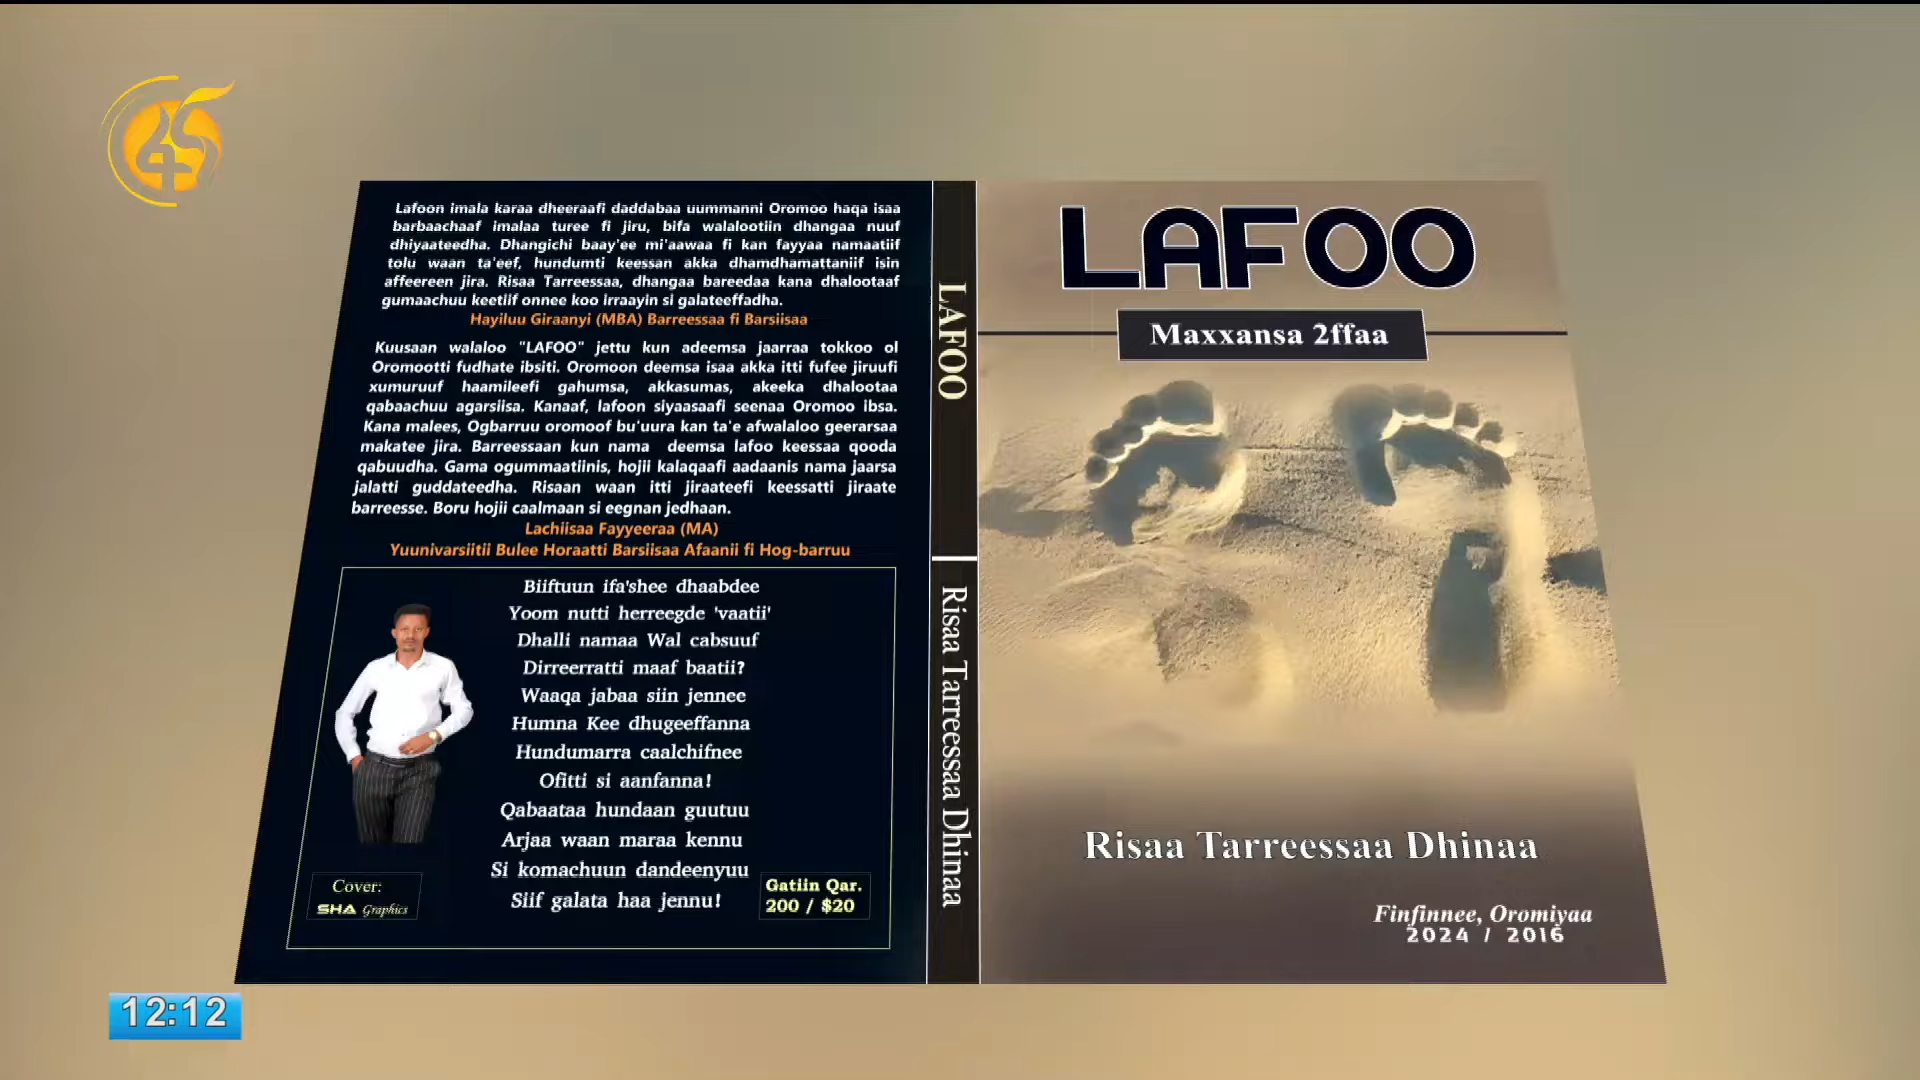 Lafoon imala karaa dheeraafi daddabaa uummanni Oromoo haqa isaa
barbaachaaf imalaa turee fi jiru, bifa walalootiin dhangaa nuuf
dhiyaateedha. Dhangichi baay'ee mi'aawaa fi kan fayyaa namaatiif
tolu waan ta'eef, hundumti keessan akka dhamdhamattaniif isin
affeereen jira. Risaa Tarreessaa, dhangaa bareedaa kana dhalootaaf
gumaachuu keetiif onnee koo irraayin si galateeffadha.
Hayiluu Giraanyi (MBA) Barreessaa fi Barsiisaa
Kuusaan walaloo "LAFOO" jettu kun adeemsa jaarraa tokkoo ol
Oromootti fudhate ibsiti. Oromoon deemsa isaa akka itti fufee jiruufi
xumuruuf haamileefi gahumsa, akkasumas, akeeka dhalootaa
qabaachuu agarsiisa. Kanaaf, lafoon siyaasaafi seenaa Oromoo ibsa.
Kana malees, Ogbarruu oromoof bu'uura kan ta'e afwalaloo geerarsaa
makatee jira. Barreessaan kun nama deemsa lafoo keessaa qooda
qabuudha. Gama ogummaatiinis, hojii kalaqaafi aadaanis nama jaarsa
jalatti guddateedha. Risaan waan itti jiraateefi keessatti jiraate
barreesse. Boru hojii caalmaan si eegnan jedhaan.
Lachiisaa Fayyeeraa (MA)
Yuunivarsiitii Bulee Horaatti Barsiisaa Afaanii fi Hog-barruu
Biiftuun ifa'shee dhaabdee
Yoom nutti herreegde 'vaatii'
Dhalli namaa Wal cabsuuf
Dirreerratti maaf baatii?
Waaqa jabaa siin jennee
Humna Kee dhugeeffanna
Hundumarra caalchifnee
Ofitti si aanfanna!
Qabaataa hundaan guutuu
Arjaa waan maraa kennu
Si komachuun dandeenyuu
Siif galata haa jennu!
Cover:
SHA Graphics
Gatiin Qar.
200 / $20
LAFOO
Risaa Tarreessaa Dhinaa
LAFOO
Maxxansa 2ffaa
Risaa Tarreessaa Dhinaa
Finfinnee, Oromiyaa
2024 / 2016
12:12